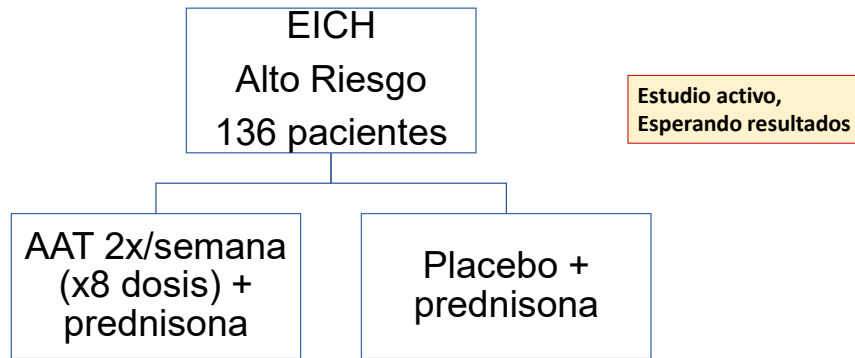 EICH
Alto Riesgo
136 pacientes
Estudio activo,
Esperando resultados
AAT 2x/semana
(x8 dosis) +
prednisona
Placebo +
prednisona